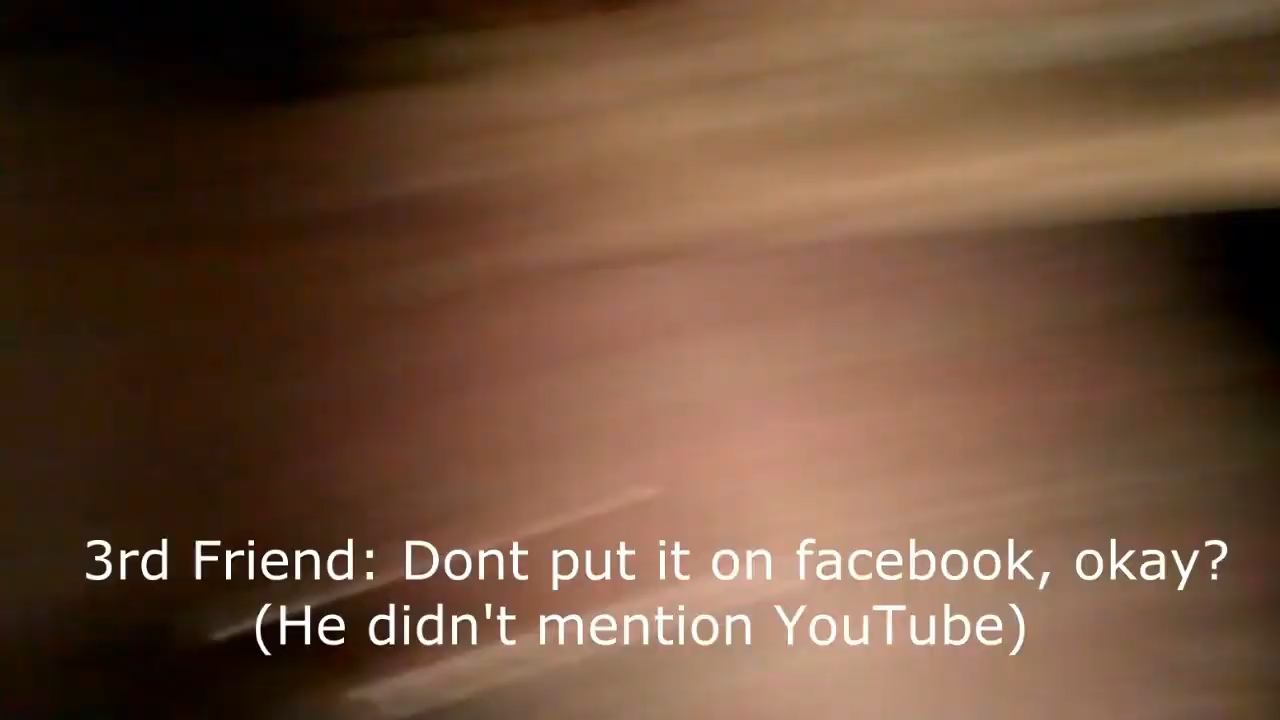 3rd Friend: Dont put it on facebook, okay?
(He didn't mention YouTube)